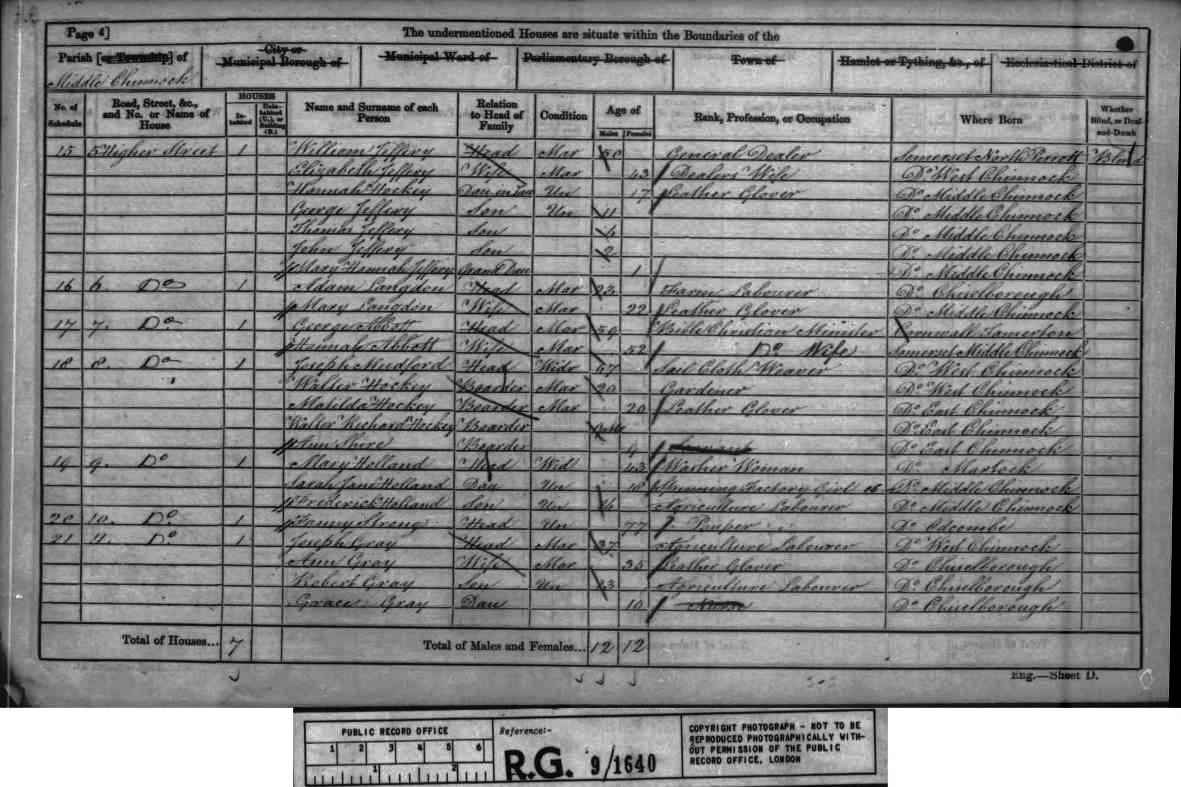 Page 4] The undermentioned Houses are situate within the Boundaries of the
Parish [or Township] of City or Municipal Borough of Municipal Ward of Parliamentary Borough of Town of Hamlet or Tything, &c., of Ecclesiastical District of
Middle Chinnock
No. of Schedule Road, Street, &c., and No. or Name of House HOUSES Inhabited Uninhabited (U.), or Building (B.) Name and Surname of each Person Relation to Head of Family Condition Age of Males Females Rank, Profession, or Occupation Where Born Whether Blind, or Deaf-and-Dumb
15 5 Higher Street 1 William Jeffery Head Mar 50 General Dealer Somerset North Perrott Blind
Elizabeth Jeffery Wife Mar 43 Dealers Wife Do West Chinnock
Hannah Hockey Dau-in-law Un 17 Leather Glover Do Middle Chinnock
George Jeffery Son Un 11 Do Middle Chinnock
Thomas Jeffery Son 6 Do Middle Chinnock
John Jeffery Son 2 Do Middle Chinnock
Mary Hannah Jeffery Grand Dau 1 Do Middle Chinnock
16 6. Do 1 Adam Langdon Head Mar 23 Farm Labourer Do Chiselborough
Mary Langdon Wife Mar 22 Leather Glover Do Middle Chinnock
17 7. Do 1 George Abbott Head Mar 59 Bible Christian Minister Cornwall Tamerton
Hannah Abbott Wife Mar 52 Do Wife Somerset Middle Chinnock
18 8. Do 1 Joseph Mudford Head Widr 67 Sail Cloth Weaver Do West Chinnock
Walter Hockey Boarder Mar 20 Gardener Do West Chinnock
Matilda Hockey Boarder Mar 20 Leather Glover Do East Chinnock
Walter Richard Hockey Boarder Do East Chinnock
Ann Shire Boarder 9 Servant Do East Chinnock
19 9. Do 1 Mary Holland Head Wid 43 Washer Woman Do Martock
Sarah Jane Holland Dau Un 18 Spinning Factory Girl Do Middle Chinnock
Frederick Holland Son Un 16 Agriculture Labourer Do Middle Chinnock
20 10. Do 1 Fanny Strong Head Un 77 Pauper Do Odcombe
21 11. Do 1 Joseph Gray Head Mar 37 Agriculture Labourer Do West Chinnock
Ann Gray Wife Mar 35 Leather Glover Do Chiselborough
Robert Gray Son Un 13 Agriculture Labourer Do Chiselborough
Grace Gray Dau 10 Do Chiselborough
Total of Houses... 7 Total of Males and Females... 12 12
Eng.—Sheet D.
PUBLIC RECORD OFFICE
1 2 3 4 5 6
1 2
Reference:-
R.G. 9/1640
COPYRIGHT PHOTOGRAPH - NOT TO BE
REPRODUCED PHOTOGRAPHICALLY WITH-
OUT PERMISSION OF THE PUBLIC
RECORD OFFICE, LONDON